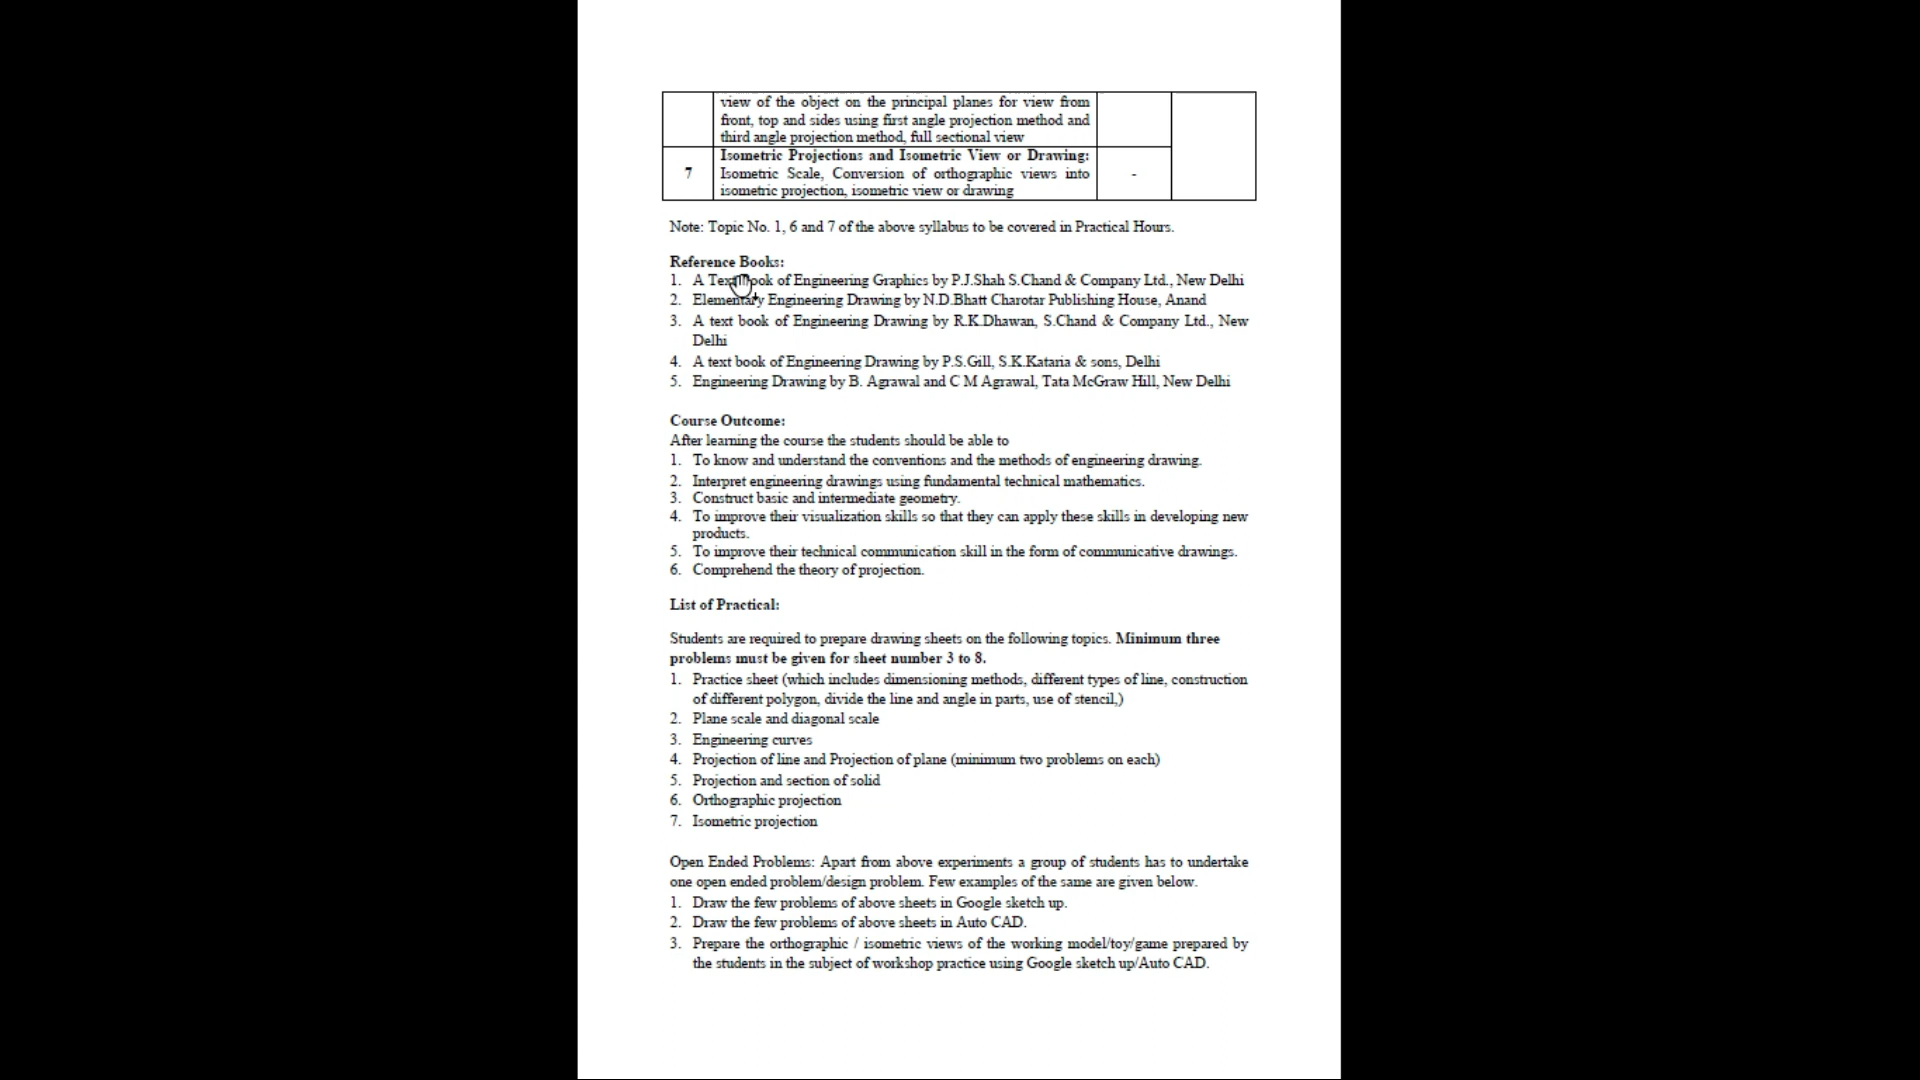 view of the object on the principal planes for view from
front, top and sides using first angle projection method and
third angle projection method, full sectional view
7
Isometric Projections and Isometric View or Drawing:
Isometric Scale, Conversion of orthographic views into
isometric projection, isometric view or drawing
-
Note: Topic No. 1, 6 and 7 of the above syllabus to be covered in Practical Hours.
Reference Books:
1. A Text Book of Engineering Graphics by P.J.Shah S.Chand & Company Ltd., New Delhi
2. Elementary Engineering Drawing by N.D.Bhatt Charotar Publishing House, Anand
3. A text book of Engineering Drawing by R.K.Dhawan, S.Chand & Company Ltd., New
Delhi
4. A text book of Engineering Drawing by P.S.Gill, S.K.Kataria & sons, Delhi
5. Engineering Drawing by B. Agrawal and C M Agrawal, Tata McGraw Hill, New Delhi
Course Outcome:
After learning the course the students should be able to
1. To know and understand the conventions and the methods of engineering drawing.
2. Interpret engineering drawings using fundamental technical mathematics.
3. Construct basic and intermediate geometry.
4. To improve their visualization skills so that they can apply these skills in developing new
products.
5. To improve their technical communication skill in the form of communicative drawings.
6. Comprehend the theory of projection.
List of Practical:
Students are required to prepare drawing sheets on the following topics. Minimum three
problems must be given for sheet number 3 to 8.
1. Practice sheet (which includes dimensioning methods, different types of line, construction
of different polygon, divide the line and angle in parts, use of stencil,)
2. Plane scale and diagonal scale
3. Engineering curves
4. Projection of line and Projection of plane (minimum two problems on each)
5. Projection and section of solid
6. Orthographic projection
7. Isometric projection
Open Ended Problems: Apart from above experiments a group of students has to undertake
one open ended problem/design problem. Few examples of the same are given below.
1. Draw the few problems of above sheets in Google sketch up.
2. Draw the few problems of above sheets in Auto CAD.
3. Prepare the orthographic / isometric views of the working model/toy/game prepared by
the students in the subject of workshop practice using Google sketch up/Auto CAD.